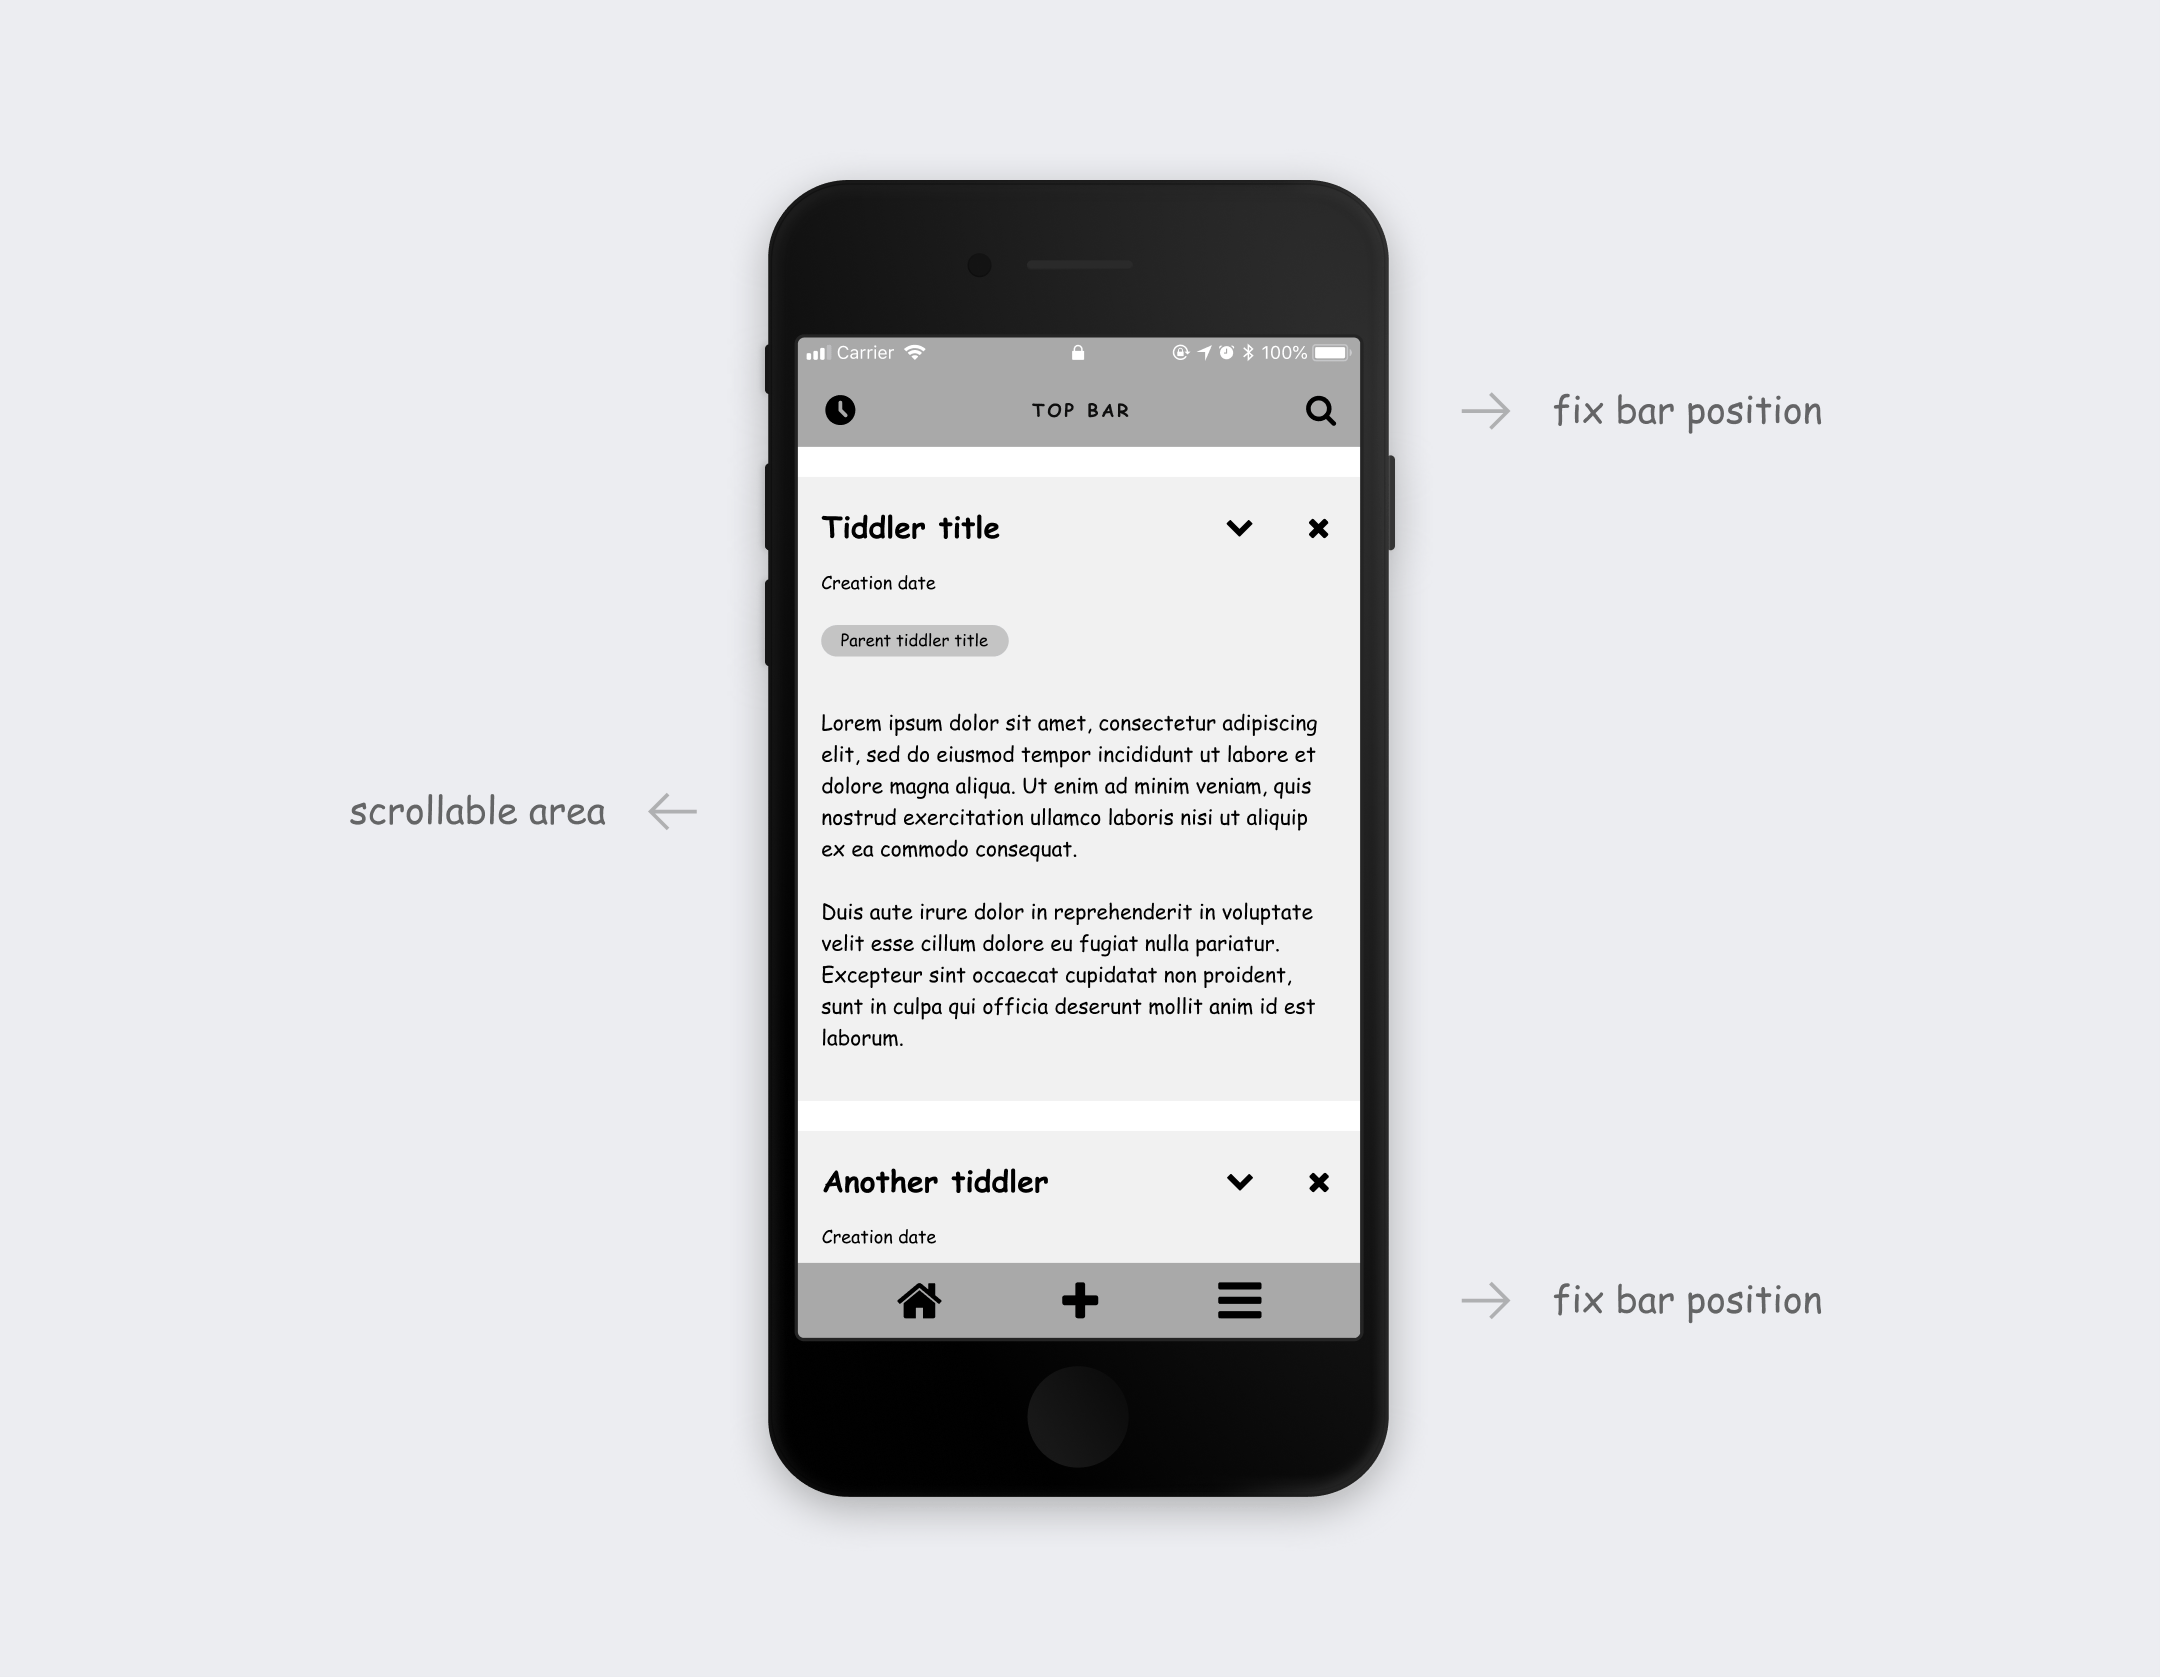 Carrier 100%
TOP BAR
fix bar position
Tiddler title
Creation date
Parent tiddler title
Lorem ipsum dolor sit amet, consectetur adipiscing
elit, sed do eiusmod tempor incididunt ut labore et
dolore magna aliqua. Ut enim ad minim veniam, quis
nostrud exercitation ullamco laboris nisi ut aliquip
ex ea commodo consequat.
scrollable area
Duis aute irure dolor in reprehenderit in voluptate
velit esse cillum dolore eu fugiat nulla pariatur.
Excepteur sint occaecat cupidatat non proident,
sunt in culpa qui officia deserunt mollit anim id est
laborum.
Another tiddler
Creation date
fix bar position